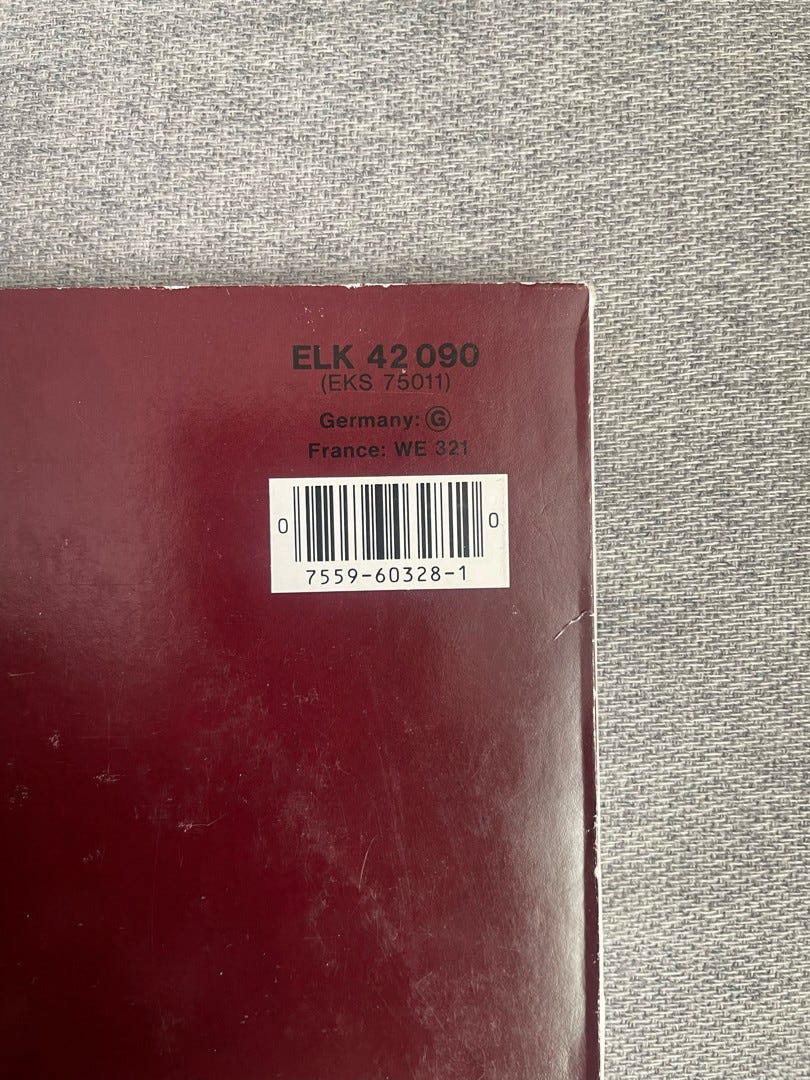 ELK 42 090
(EKS 75011)
Germany: Ⓖ
France: WE 321
0 0
7559-60328-1